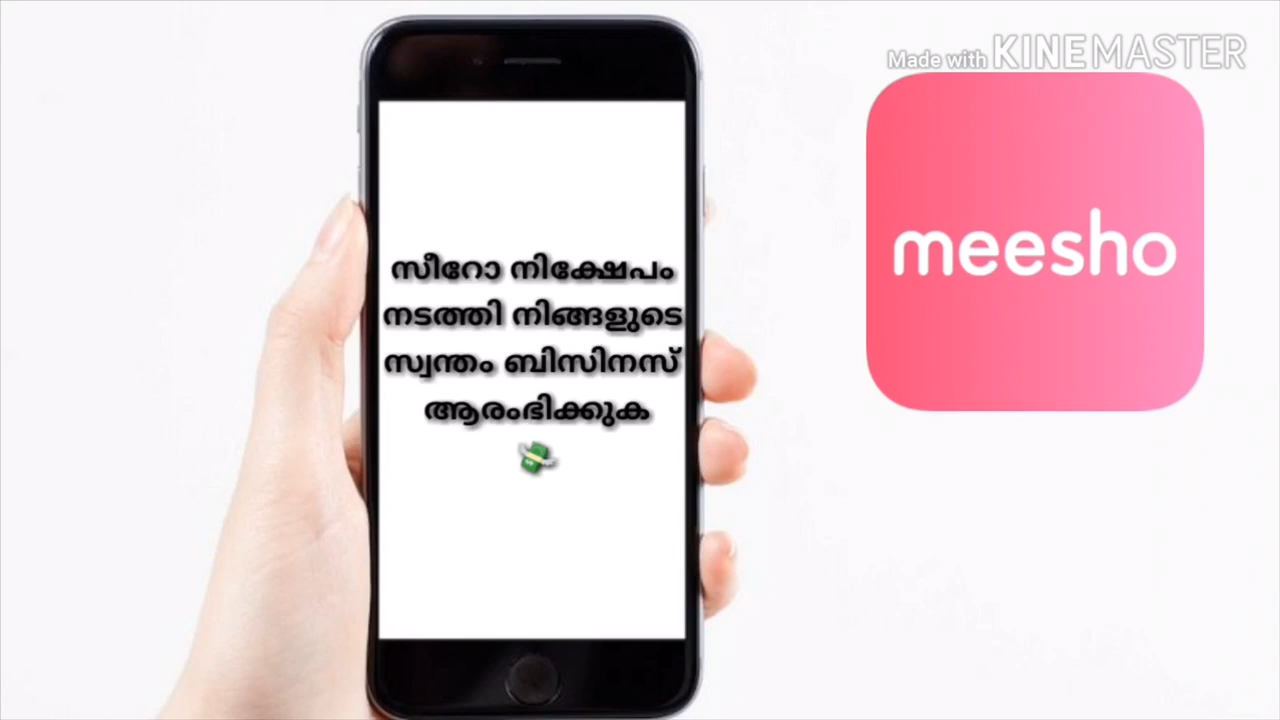 Made with KINEMASTER
meesho
സീറോ നിക്ഷേപം
നടത്തി നിങ്ങളുടെ
സ്വന്തം ബിസിനസ്
ആരംഭിക്കുക